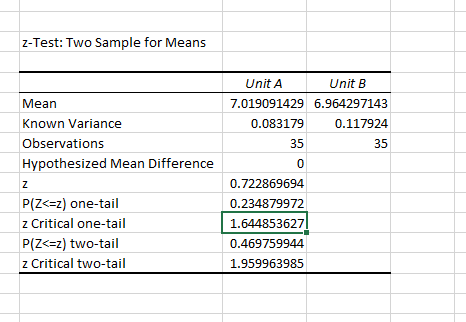 z-Test: Two Sample for Means
Unit A Unit B
Mean 7.019091429 6.964297143
Known Variance 0.083179 0.117924
Observations 35 35
Hypothesized Mean Difference 0
z 0.722869694
P(Z<=z) one-tail 0.234879972
z Critical one-tail 1.644853627
P(Z<=z) two-tail 0.469759944
z Critical two-tail 1.959963985